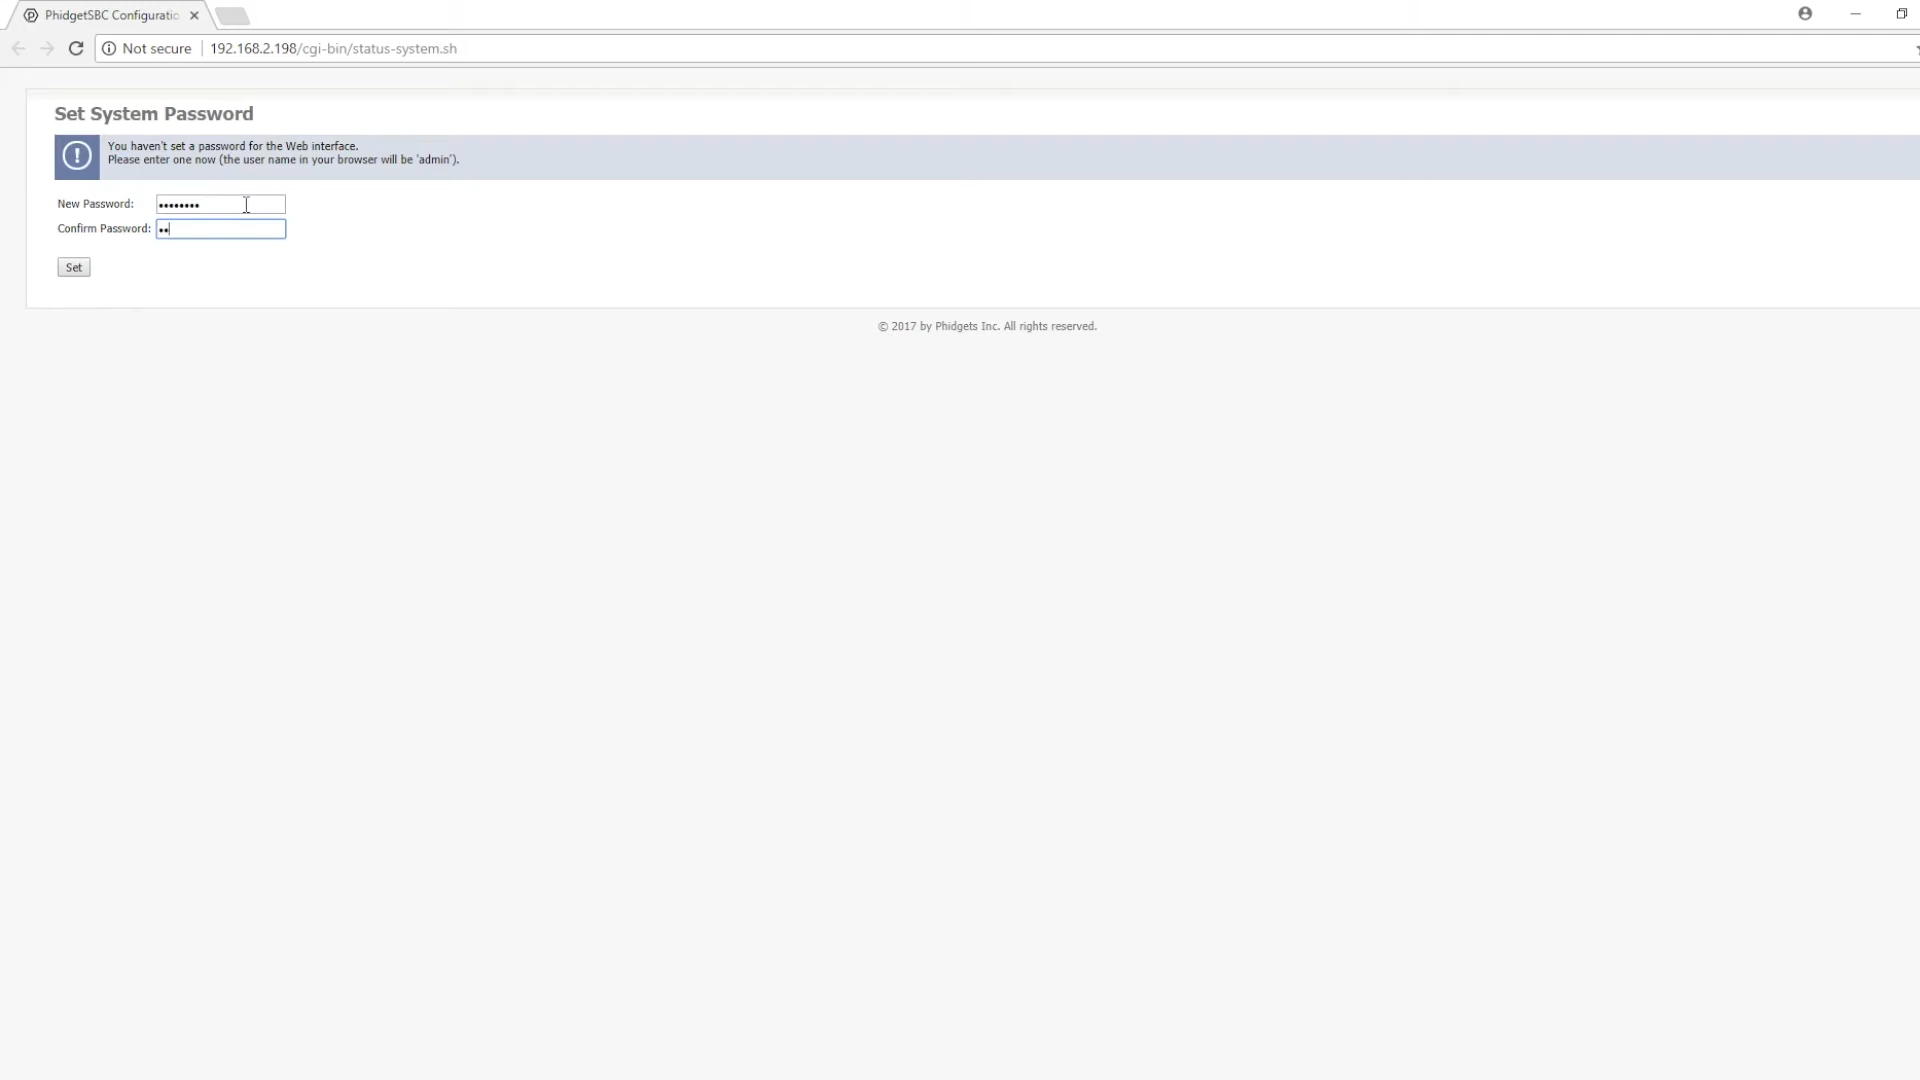 PhidgetSBC Configuratio
Not secure
192.168.2.198/cgi-bin/status-system.sh
Set System Password
You haven't set a password for the Web interface.
Please enter one now (the user name in your browser will be 'admin').
New Password: ••••••••
Confirm Password: ••
Set
© 2017 by Phidgets Inc. All rights reserved.